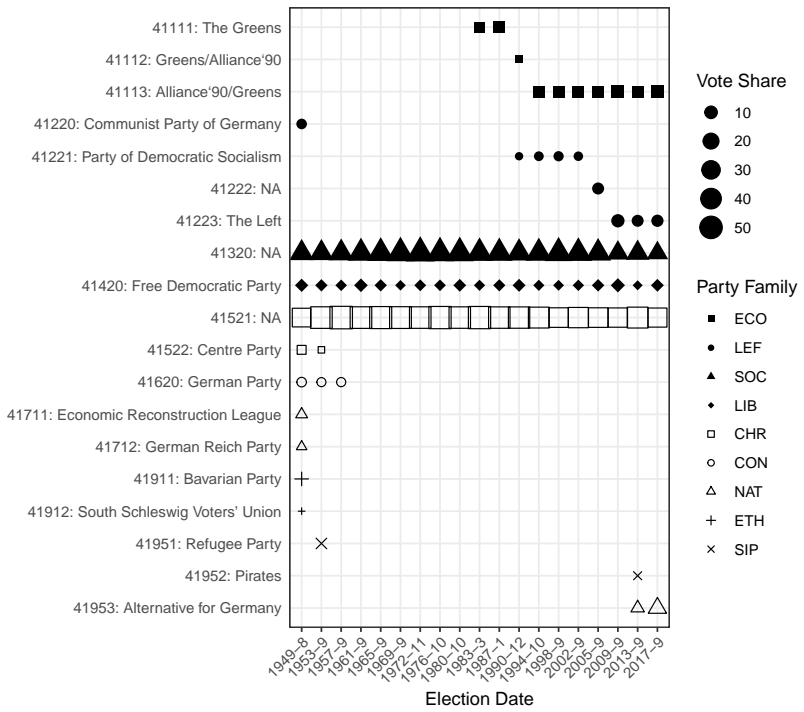 41111: The Greens
41112: Greens/Alliance‘90
41113: Alliance‘90/Greens
41220: Communist Party of Germany
41221: Party of Democratic Socialism
41222: NA
41223: The Left
41320: NA
41420: Free Democratic Party
41521: NA
41522: Centre Party
41620: German Party
41711: Economic Reconstruction League
41712: German Reich Party
41911: Bavarian Party
41912: South Schleswig Voters’ Union
41951: Refugee Party
41952: Pirates
41953: Alternative for Germany
1949–8
1953–9
1957–9
1961–9
1965–9
1969–9
1972–11
1976–10
1980–10
1983–3
1987–1
1990–12
1994–10
1998–9
2002–9
2005–9
2009–9
2013–9
2017–9
Election Date
Vote Share
10
20
30
40
50
Party Family
ECO
LEF
SOC
LIB
CHR
CON
NAT
ETH
SIP